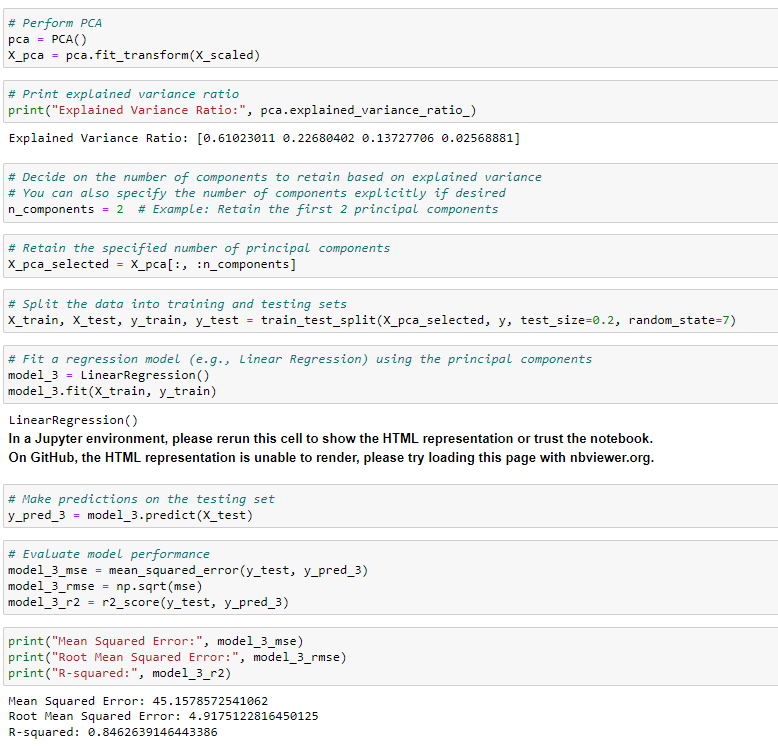 # Perform PCA
pca = PCA()
X_pca = pca.fit_transform(X_scaled)
# Print explained variance ratio
print("Explained Variance Ratio:", pca.explained_variance_ratio_)
Explained Variance Ratio: [0.61023011 0.22680402 0.13727706 0.02568881]
# Decide on the number of components to retain based on explained variance
# You can also specify the number of components explicitly if desired
n_components = 2  # Example: Retain the first 2 principal components
# Retain the specified number of principal components
X_pca_selected = X_pca[:, :n_components]
# Split the data into training and testing sets
X_train, X_test, y_train, y_test = train_test_split(X_pca_selected, y, test_size=0.2, random_state=7)
# Fit a regression model (e.g., Linear Regression) using the principal components
model_3 = LinearRegression()
model_3.fit(X_train, y_train)
LinearRegression()
In a Jupyter environment, please rerun this cell to show the HTML representation or trust the notebook.
On GitHub, the HTML representation is unable to render, please try loading this page with nbviewer.org.
# Make predictions on the testing set
y_pred_3 = model_3.predict(X_test)
# Evaluate model performance
model_3_mse = mean_squared_error(y_test, y_pred_3)
model_3_rmse = np.sqrt(mse)
model_3_r2 = r2_score(y_test, y_pred_3)
print("Mean Squared Error:", model_3_mse)
print("Root Mean Squared Error:", model_3_rmse)
print("R-squared:", model_3_r2)
Mean Squared Error: 45.1578572541062
Root Mean Squared Error: 4.9175122816450125
R-squared: 0.8462639146443386